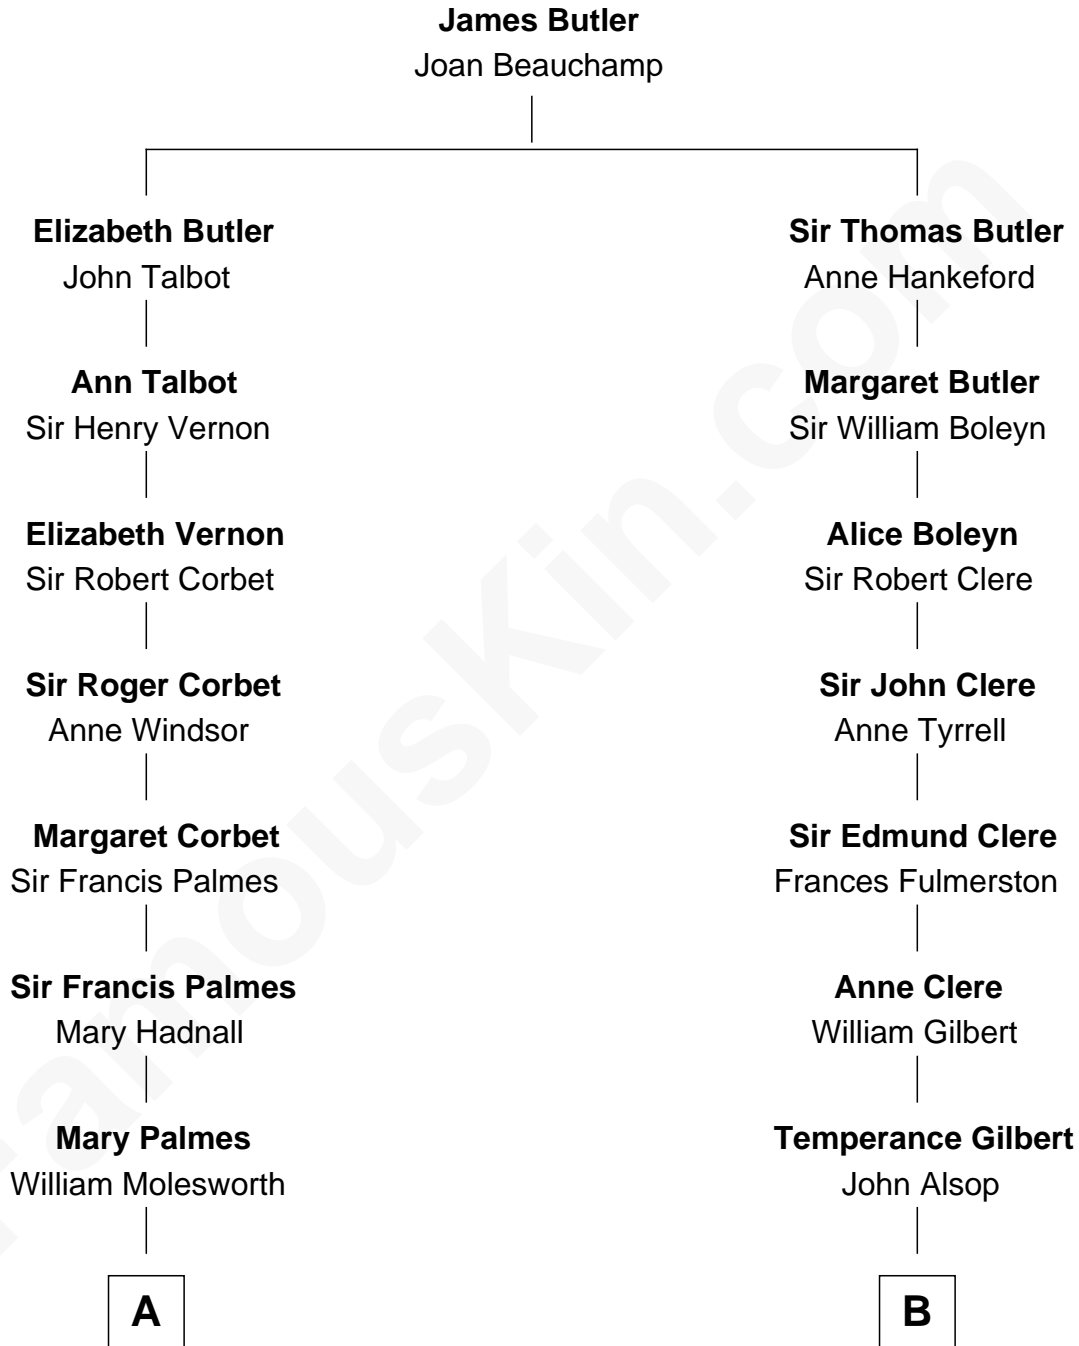 James Butler
Joan Beauchamp
Elizabeth Butler
John Talbot
Sir Thomas Butler
Anne Hankeford
Ann Talbot
Sir Henry Vernon
Margaret Butler
Sir William Boleyn
Elizabeth Vernon
Sir Robert Corbet
Alice Boleyn
Sir Robert Clere
Sir Roger Corbet
Anne Windsor
Sir John Clere
Anne Tyrrell
Margaret Corbet
Sir Francis Palmes
Sir Edmund Clere
Frances Fulmerston
Sir Francis Palmes
Mary Hadnall
Anne Clere
William Gilbert
Mary Palmes
William Molesworth
Temperance Gilbert
John Alsop
A
B
FamousKin.com